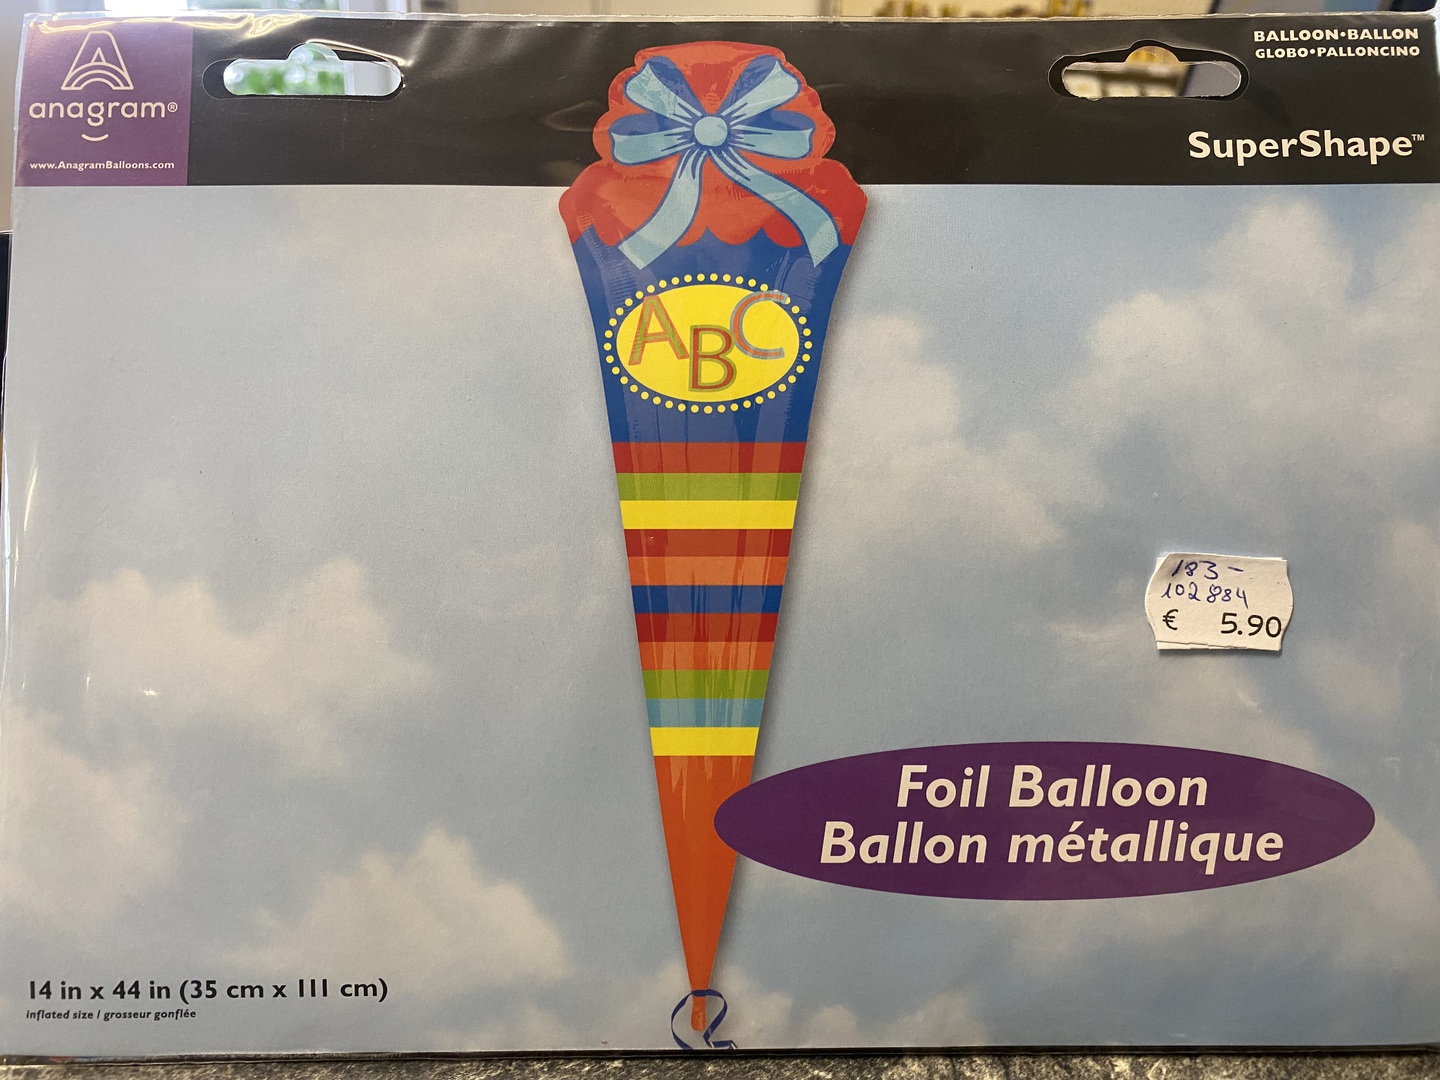 anagram®
www.AnagramBalloons.com
BALLOON•BALLON
GLOBO•PALLONCINO
SuperShape™
ABC
183-
102884
€ 5.90
Foil Balloon
Ballon métallique
14 in x 44 in (35 cm x 111 cm)
inflated size / grosseur gonflée